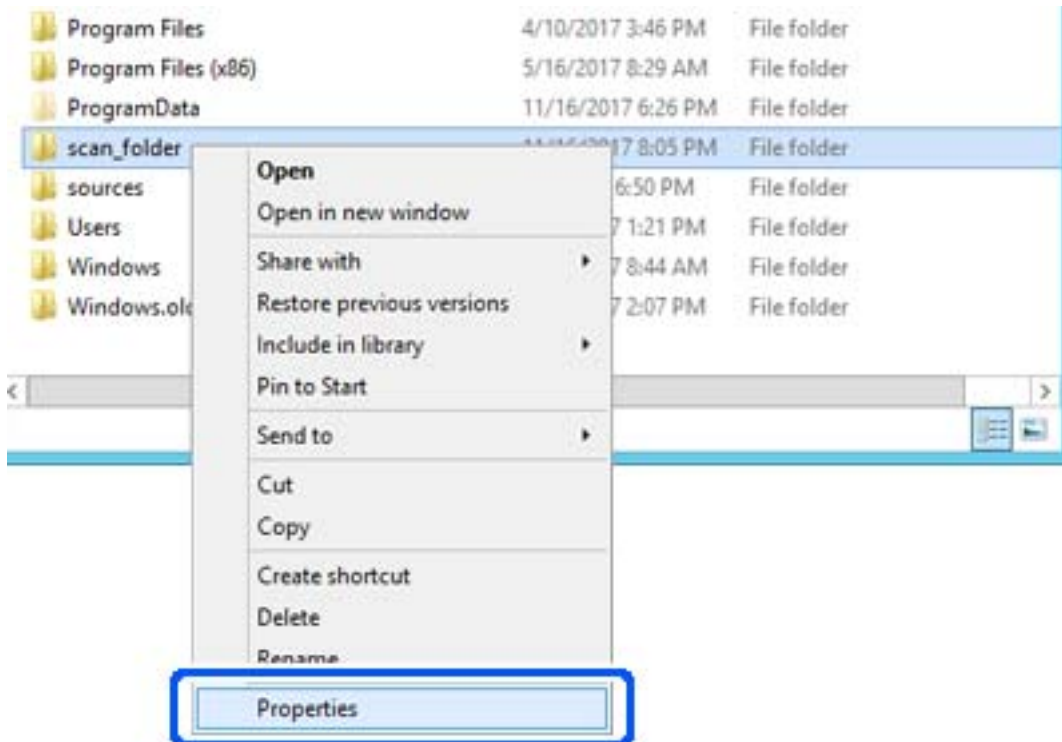 Program Files 4/10/2017 3:46 PM File folder
Program Files (x86) 5/16/2017 8:29 AM File folder
ProgramData 11/16/2017 6:26 PM File folder
scan_folder 8:05 PM File folder
sources 6:50 PM File folder
Users 1:21 PM File folder
Windows 8:44 AM File folder
Windows.old 2:07 PM File folder
Open
Open in new window
Share with
Restore previous versions
Include in library
Pin to Start
Send to
Cut
Copy
Create shortcut
Delete
Rename
Properties